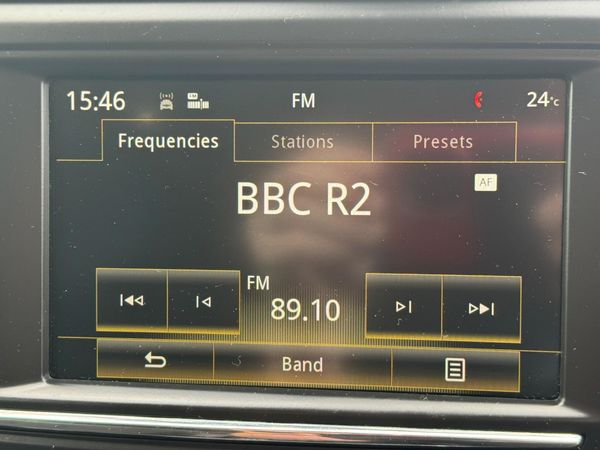 15:46 FM 24°c
Frequencies Stations Presets
AF
BBC R2
FM
89.10
Band